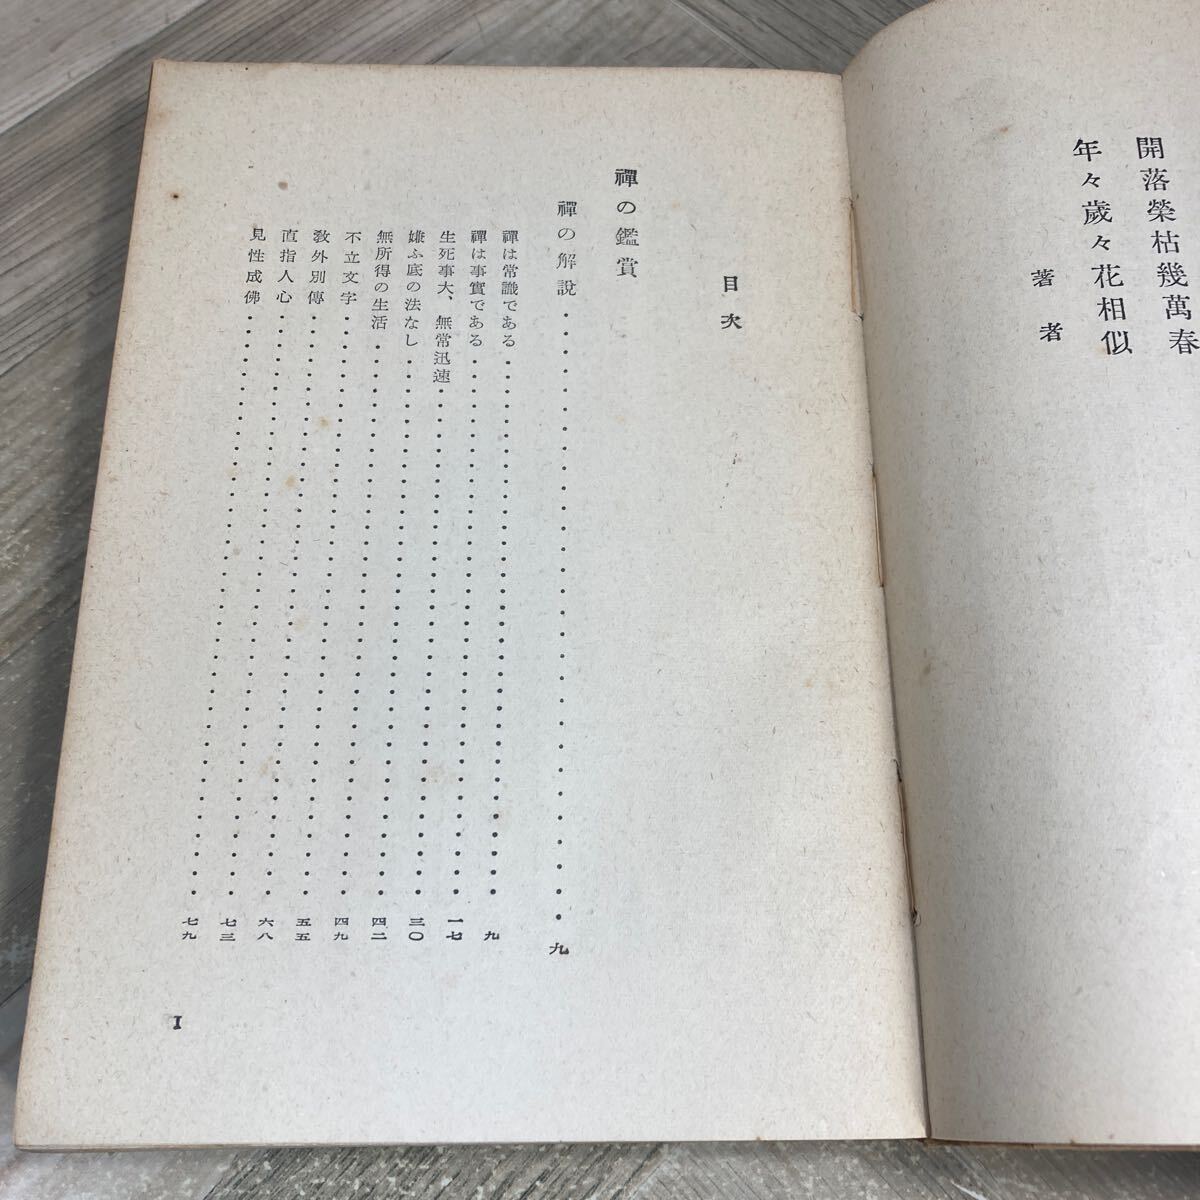 開落榮枯幾萬春
年々歲々花相似
著者
目次
禪の鑑賞
禪の解說・・・・・・・・・・・・・・・・・・・・・・・九
禪は常識である・・・・・・・・・・・・・・・・・・・・九
禪は事實である・・・・・・・・・・・・・・・・・・・・一七
生死事大、無常迅速・・・・・・・・・・・・・・・・・・・三〇
嫌ふ底の法なし・・・・・・・・・・・・・・・・・・・・四二
無所得の生活・・・・・・・・・・・・・・・・・・・・・四九
不立文字・・・・・・・・・・・・・・・・・・・・・・五五
敎外別傳・・・・・・・・・・・・・・・・・・・・・・六八
直指人心・・・・・・・・・・・・・・・・・・・・・・七三
見性成佛・・・・・・・・・・・・・・・・・・・・・・七九
1